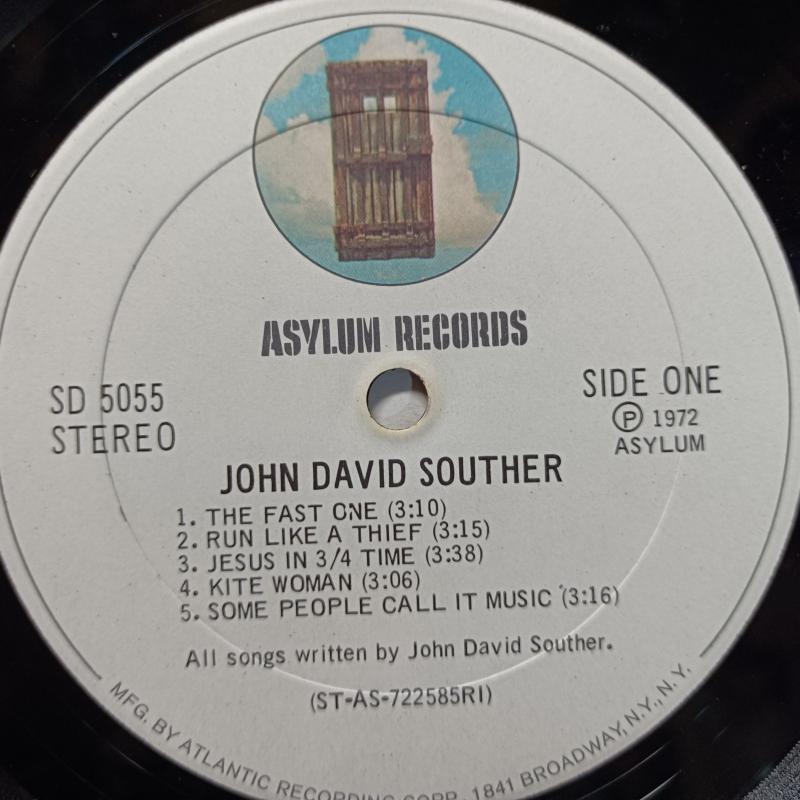 ASYLUM RECORDS
SD 5055
STEREO
SIDE ONE
Ⓟ 1972
ASYLUM
JOHN DAVID SOUTHER
1. THE FAST ONE (3:10)
2. RUN LIKE A THIEF (3:15)
3. JESUS IN 3/4 TIME (3:38)
4. KITE WOMAN (3:06)
5. SOME PEOPLE CALL IT MUSIC (3:16)
All songs written by John David Souther.
(ST-AS-722585RI)
MFG. BY ATLANTIC RECORDING CORP., 1841 BROADWAY, N.Y., N.Y.